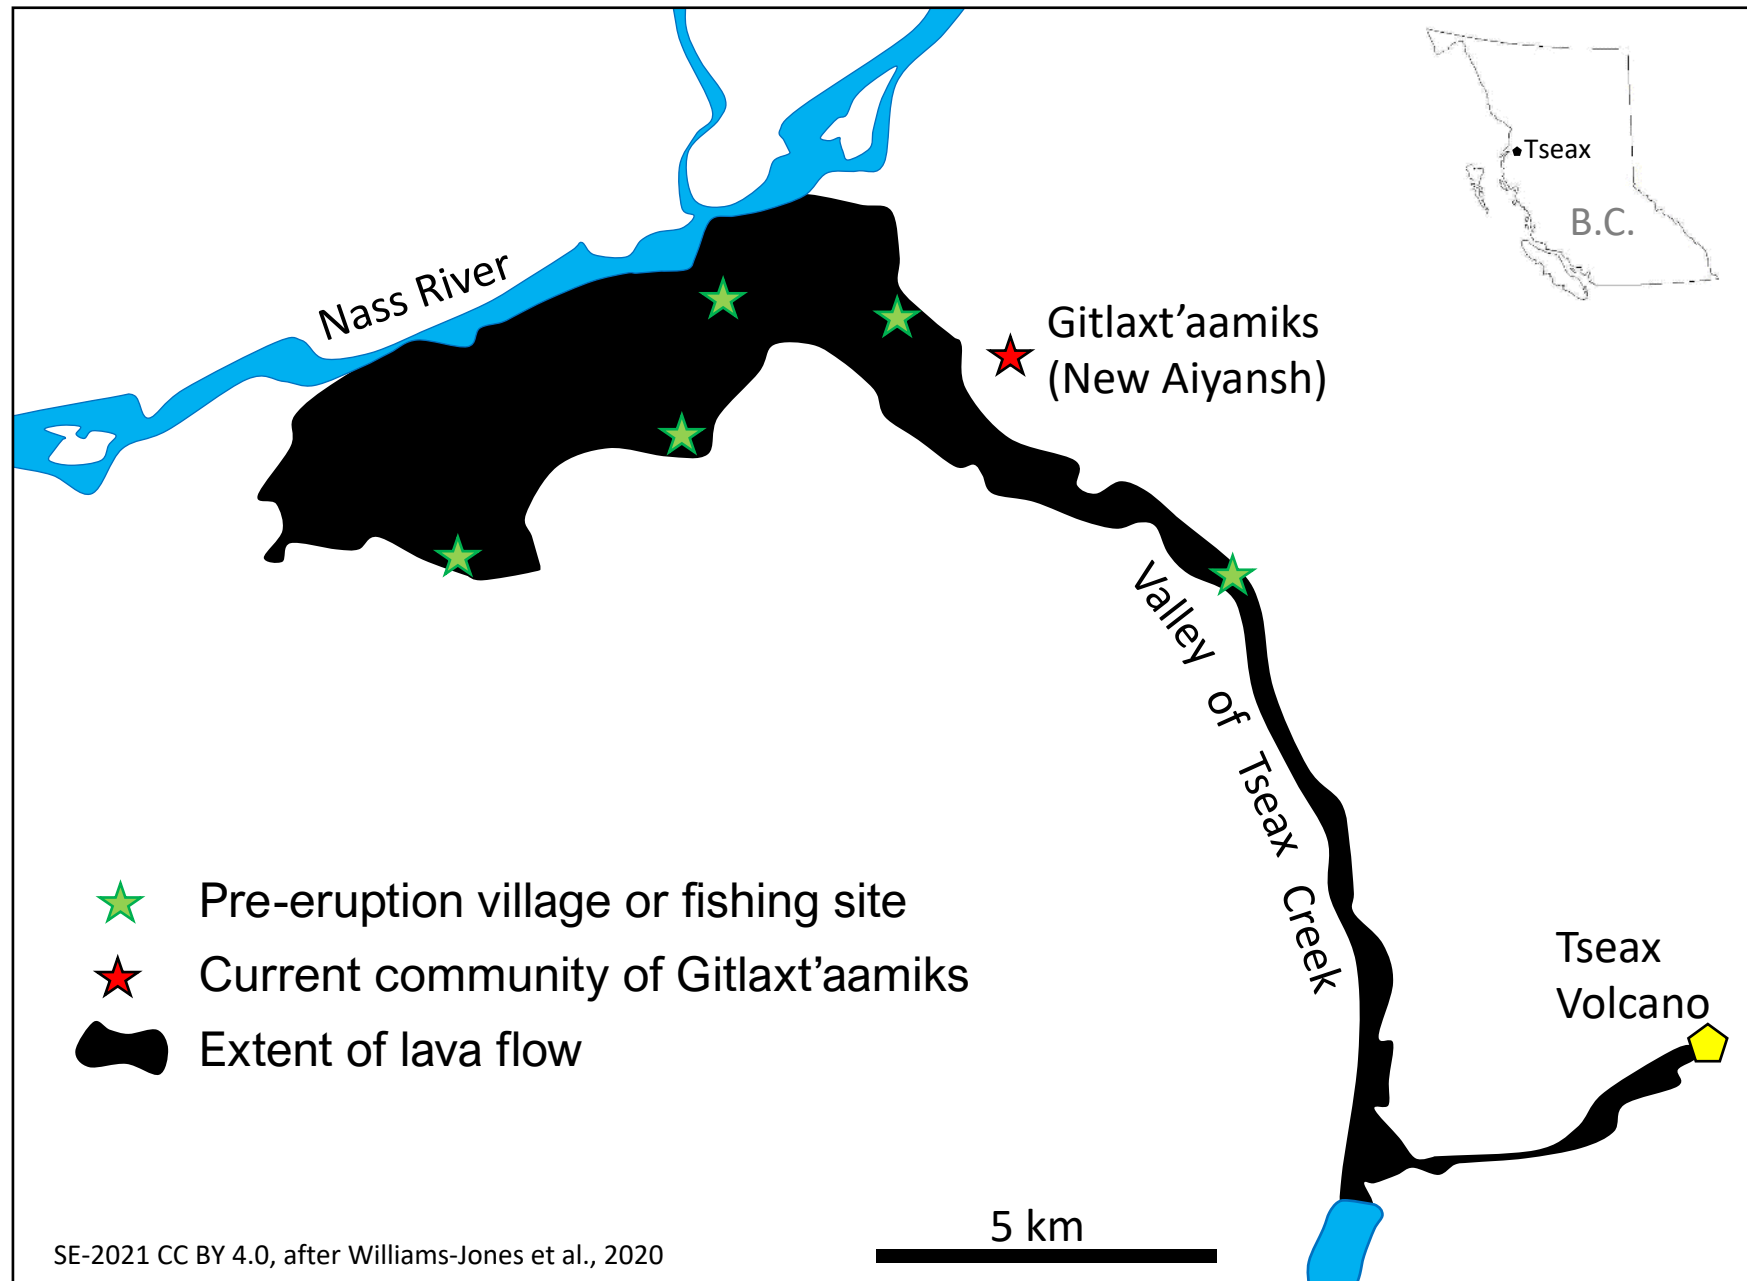 Tseax
B.C.
Nass River
Gitlaxt’aamiks
(New Aiyansh)
Valley of Tseax Creek
Pre-eruption village or fishing site
Current community of Gitlaxt’aamiks
Extent of lava flow
Tseax
Volcano
5 km
SE-2021 CC BY 4.0, after Williams-Jones et al., 2020